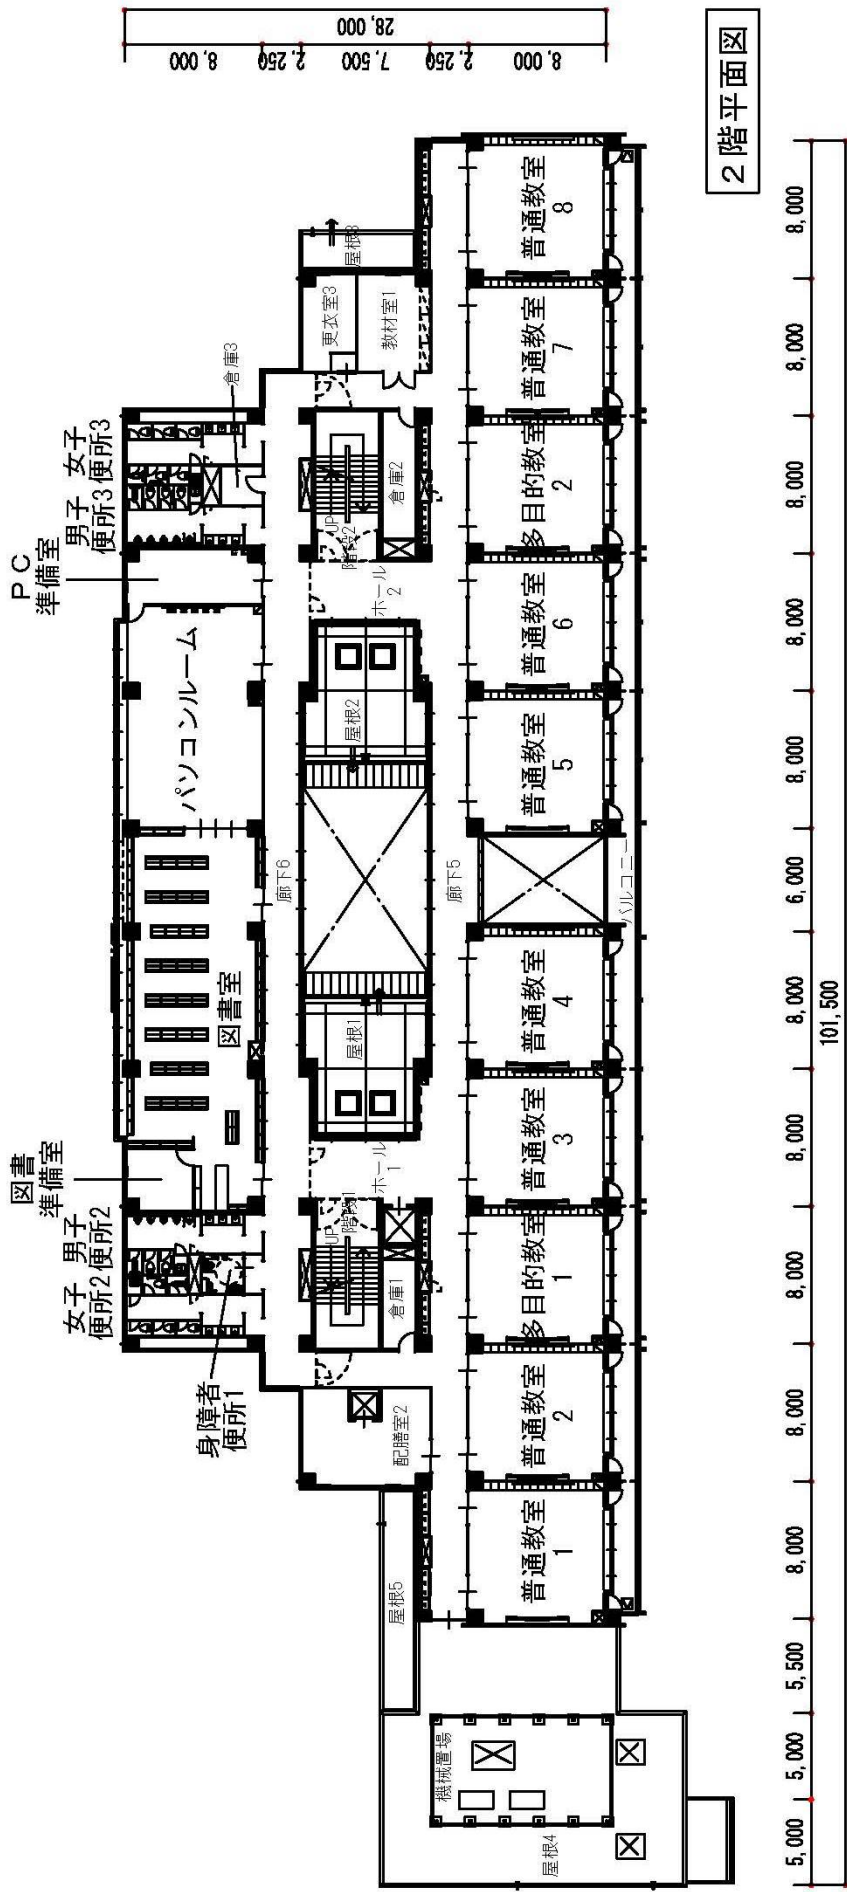 2階平面図
28,000
8,000
2,250
7,500
2,250
8,000
PC
準備室
図書
準備室
女子
便所2
男子
便所2
男子
便所3
女子
便所3
身障者
便所1
倉庫3
図書室
パソコンルーム
廊下6
更衣室3
教材室1
屋根3
配膳室2
UP
階段1
倉庫1
ホール
1
屋根1
屋根2
ホール
2
UP
階段2
倉庫2
廊下5
屋根5
機械置場
屋根4
普通教室
1
普通教室
2
多目的教室
1
普通教室
3
普通教室
4
バルコニー
普通教室
5
普通教室
6
多目的教室
2
普通教室
7
普通教室
8
5,000
5,000
5,500
8,000
8,000
8,000
8,000
8,000
6,000
8,000
8,000
8,000
8,000
8,000
101,500